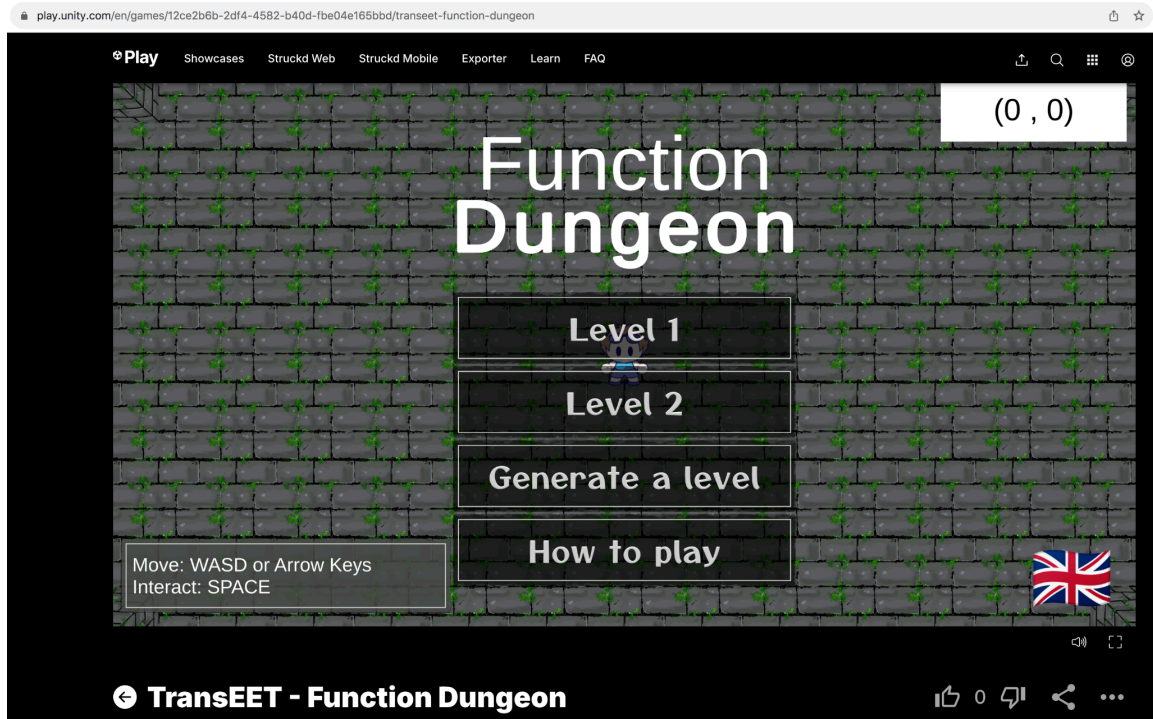 play.unity.com/en/games/12ce2b6b-2df4-4582-b40d-fbe04e165bbd/transeet-function-dungeon
Play Showcases Struckd Web Struckd Mobile Exporter Learn FAQ
(0 , 0)
Function
Dungeon
Level 1
Level 2
Generate a level
How to play
Move: WASD or Arrow Keys
Interact: SPACE
TransEET - Function Dungeon
0